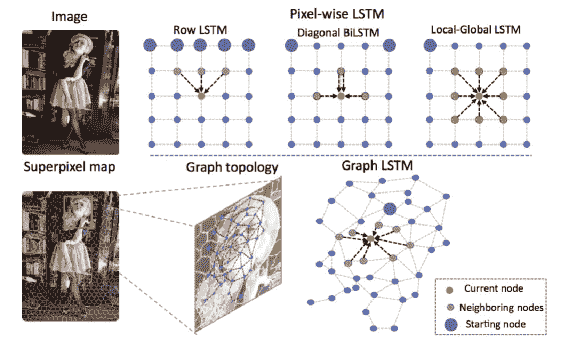 Image
Pixel-wise LSTM
Row LSTM
Diagonal BiLSTM
Local-Global LSTM
Superpixel map
Graph topology
Graph LSTM
Current node
Neighboring nodes
Starting node